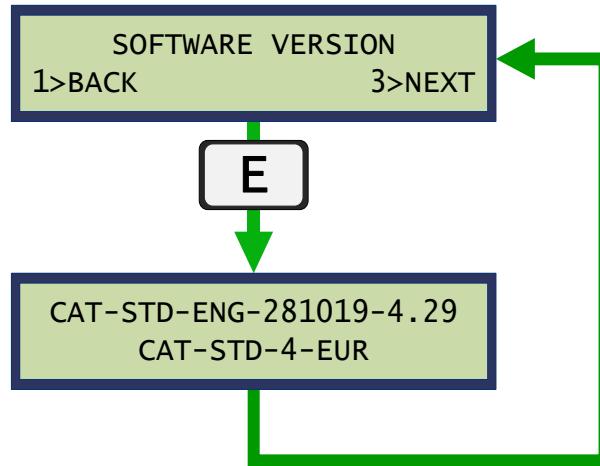 SOFTWARE VERSION
1>BACK 3>NEXT
E
CAT-STD-ENG-281019-4.29
CAT-STD-4-EUR